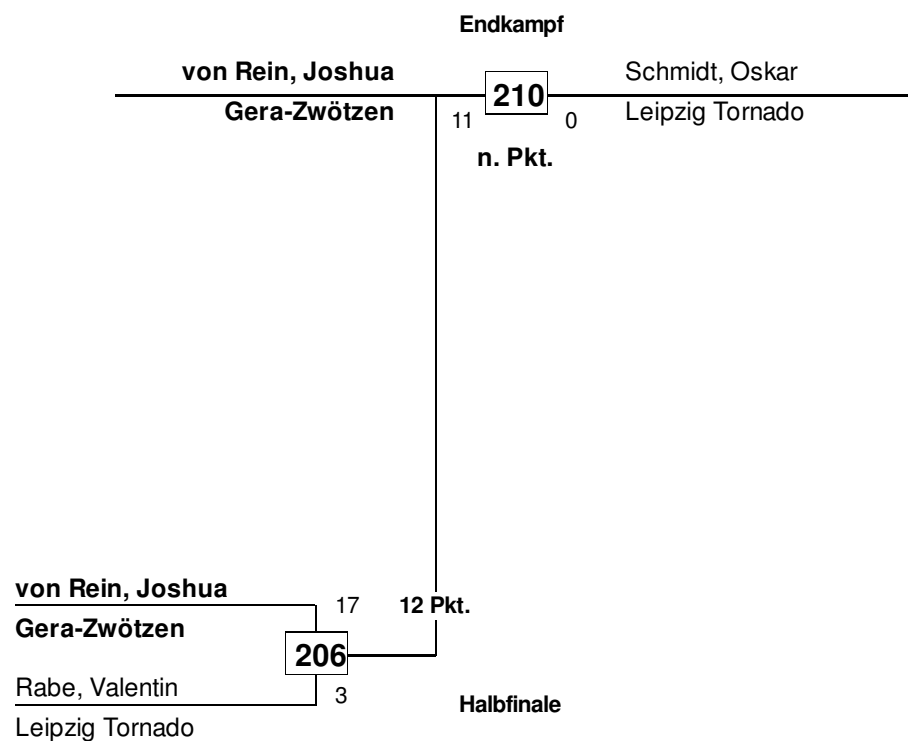 Endkampf
von Rein, Joshua
210
Schmidt, Oskar
Gera-Zwötzen
11
0
Leipzig Tornado
n. Pkt.
von Rein, Joshua
17
12 Pkt.
Gera-Zwötzen
206
Rabe, Valentin
3
Halbfinale
Leipzig Tornado